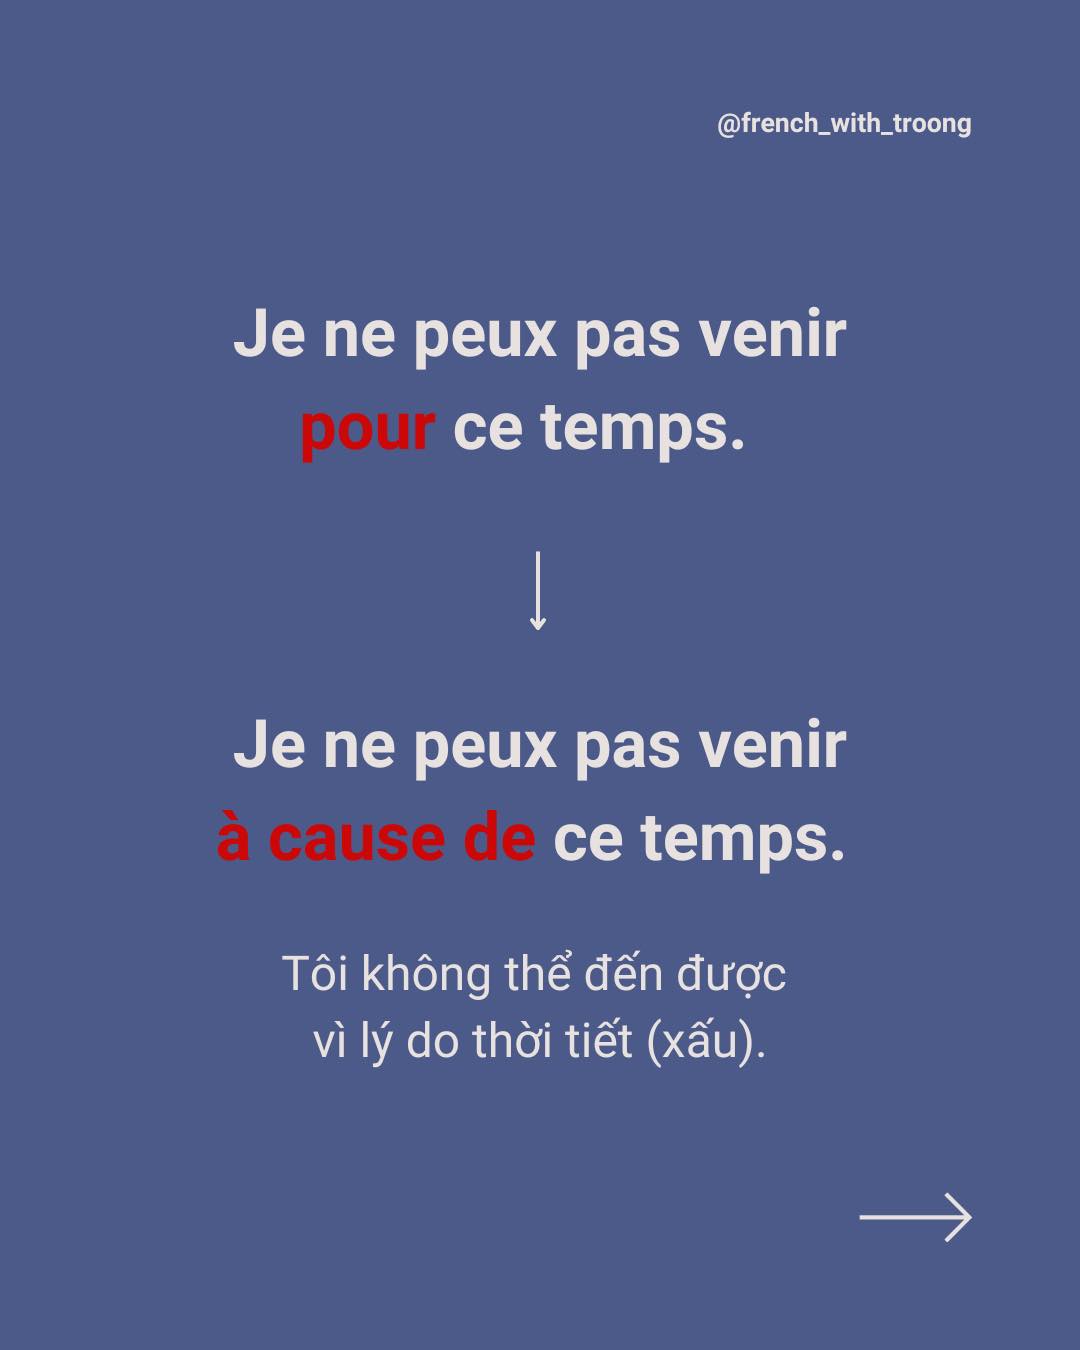 @french_with_troong
Je ne peux pas venir
pour ce temps.
Je ne peux pas venir
à cause de ce temps.
Tôi không thể đến được
vì lý do thời tiết (xấu).